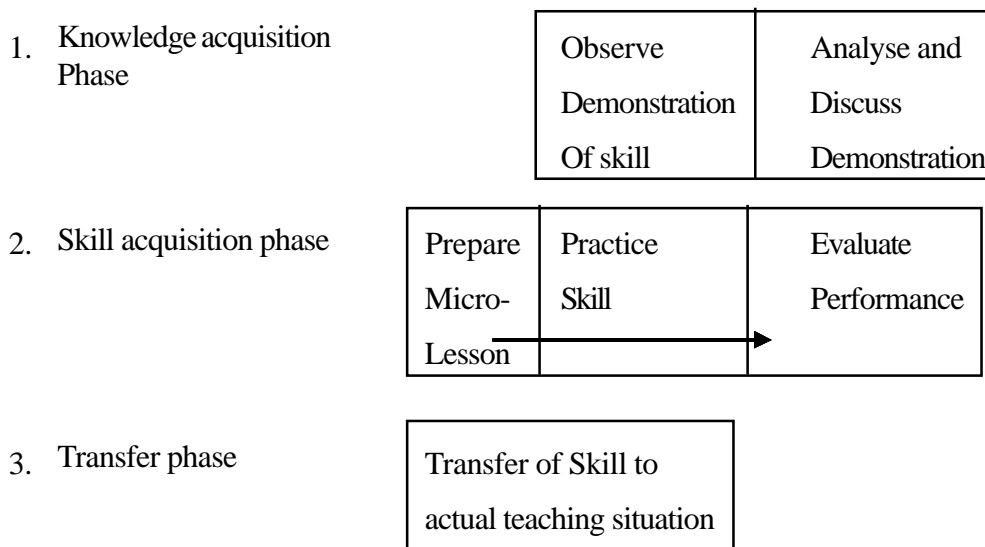 1. Knowledge acquisition
Phase
Observe
Demonstration
Of skill
Analyse and
Discuss
Demonstration
2. Skill acquisition phase
Prepare
Micro-
Lesson
Practice
Skill
Evaluate
Performance
3. Transfer phase
Transfer of Skill to
actual teaching situation